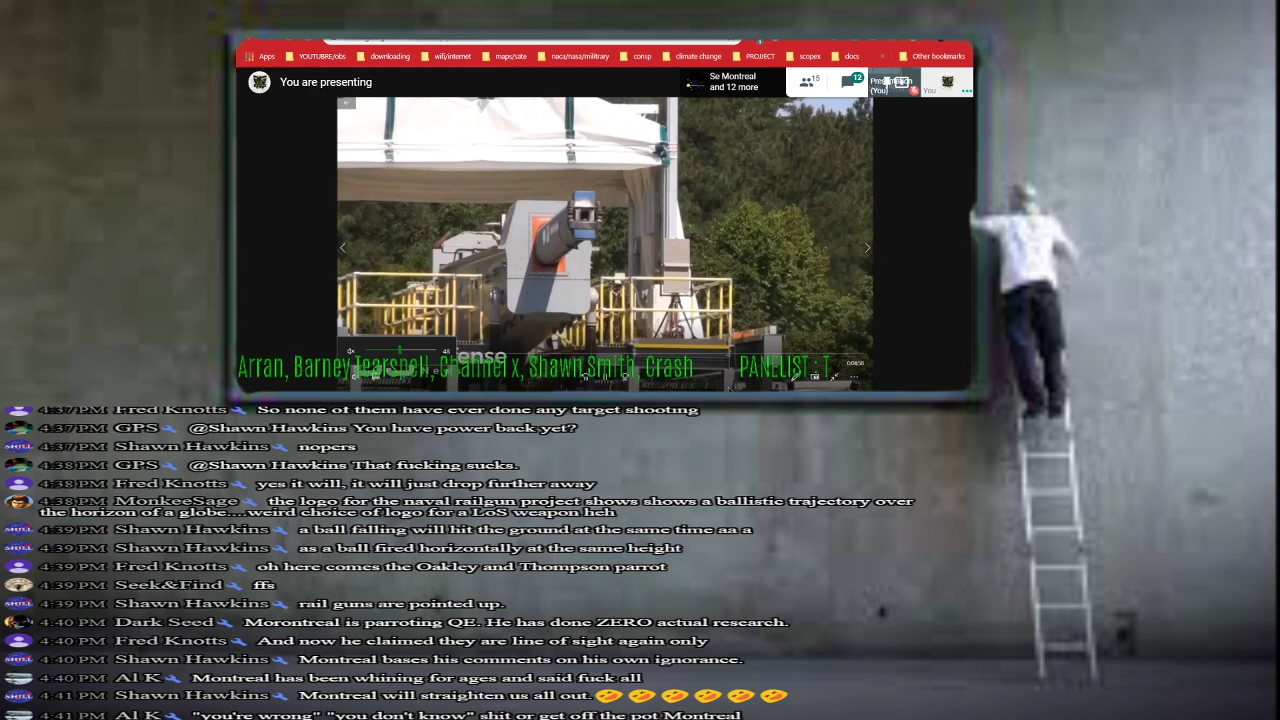 Apps YOUTUBRE/obs downloading wifi/internet maps/sate naca/nasa/militrary consp climate change PROJECT scopex docs » Other bookmarks
You are presenting
Se Montreal
and 12 more
15
12
(You)
You
48
ense
0:04:56
Arran, Barney Tearspell, Channel x, Shawn Smith, Crash PANELIST : T
4:37 PM Fred Knotts So none of them have ever done any target shooting
4:37 PM GPS @Shawn Hawkins You have power back yet?
4:37 PM Shawn Hawkins nopers
4:38 PM GPS @Shawn Hawkins That fucking sucks.
4:38 PM Fred Knotts yes it will, it will just drop further away
4:38 PM MonkeeSage the logo for the naval railgun project shows shows a ballistic trajectory over
the horizon of a globe....weird choice of logo for a LoS weapon heh
4:39 PM Shawn Hawkins a ball falling will hit the ground at the same time aa a
4:39 PM Shawn Hawkins as a ball fired horizontally at the same height
4:39 PM Fred Knotts oh here comes the Oakley and Thompson parrot
4:39 PM Seek&Find ffs
4:39 PM Shawn Hawkins rail guns are pointed up.
4:40 PM Dark Seed Morontreal is parroting QE. He has done ZERO actual research.
4:40 PM Fred Knotts And now he claimed they are line of sight again only
4:40 PM Shawn Hawkins Montreal bases his comments on his own ignorance.
4:40 PM Al K Montreal has been whining for ages and said fuck all
4:41 PM Shawn Hawkins Montreal will straighten us all out.
4:41 PM Al K "you're wrong" "you don't know" shit or get off the pot Montreal